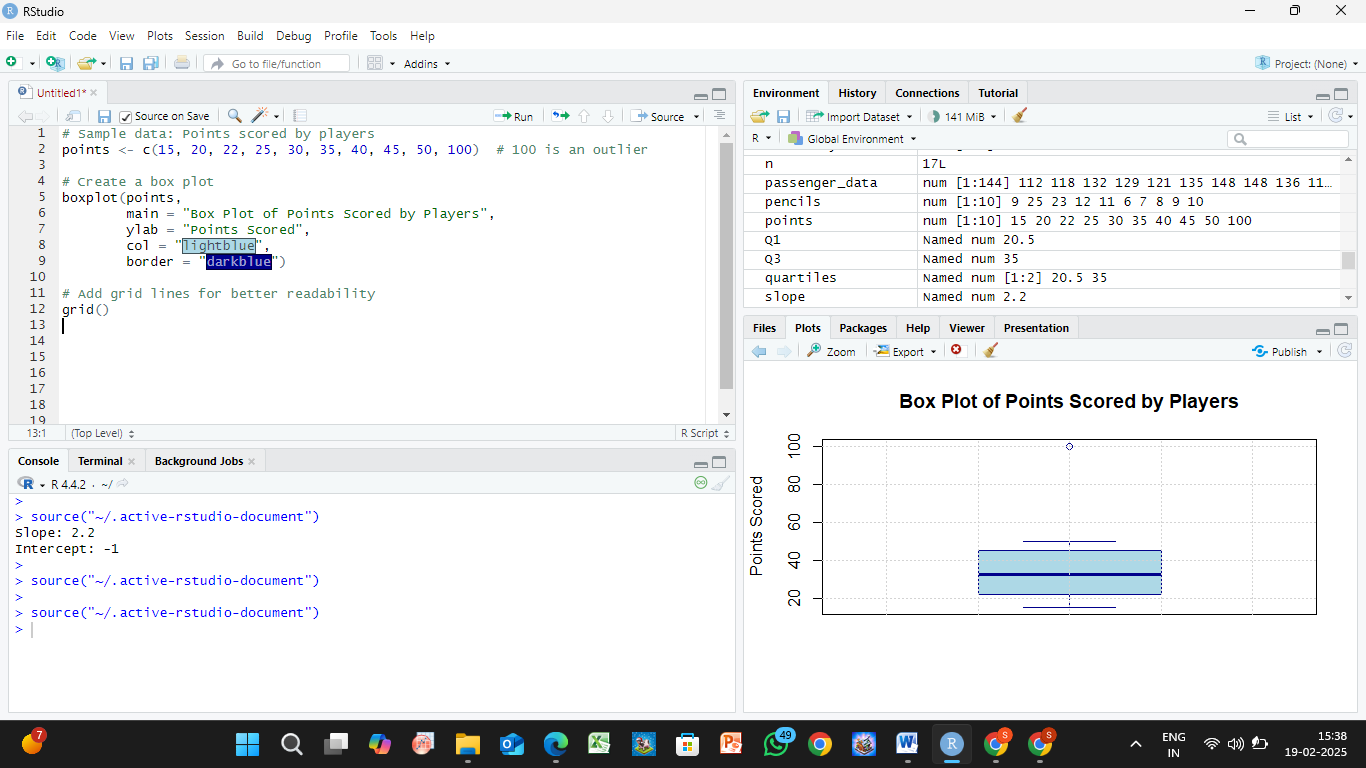 RStudio
File Edit Code View Plots Session Build Debug Profile Tools Help
Go to file/function Addins Project: (None)
Untitled1*
Source on Save Run Source
1 # Sample data: Points scored by players
2 points <- c(15, 20, 22, 25, 30, 35, 40, 45, 50, 100) # 100 is an outlier
3
4 # Create a box plot
5 boxplot(points,
6 main = "Box Plot of Points Scored by Players",
7 ylab = "Points Scored",
8 col = "lightblue",
9 border = "darkblue")
10
11 # Add grid lines for better readability
12 grid()
13
14
15
16
17
18
19
13:1 (Top Level) R Script
Console Terminal Background Jobs
R 4.4.2 · ~/
>
> source("~/.active-rstudio-document")
Slope: 2.2
Intercept: -1
>
> source("~/.active-rstudio-document")
>
> source("~/.active-rstudio-document")
>
Environment History Connections Tutorial
Import Dataset 141 MiB List
R Global Environment
n 17L
passenger_data num [1:144] 112 118 132 129 121 135 148 148 136 11…
pencils num [1:10] 9 25 23 12 11 6 7 8 9 10
points num [1:10] 15 20 22 25 30 35 40 45 50 100
Q1 Named num 20.5
Q3 Named num 35
quartiles Named num [1:2] 20.5 35
slope Named num 2.2
Files Plots Packages Help Viewer Presentation
Zoom Export Publish
Box Plot of Points Scored by Players
Points Scored
100
80
60
40
20
7
49
S
S
ENG
IN
15:38
19-02-2025